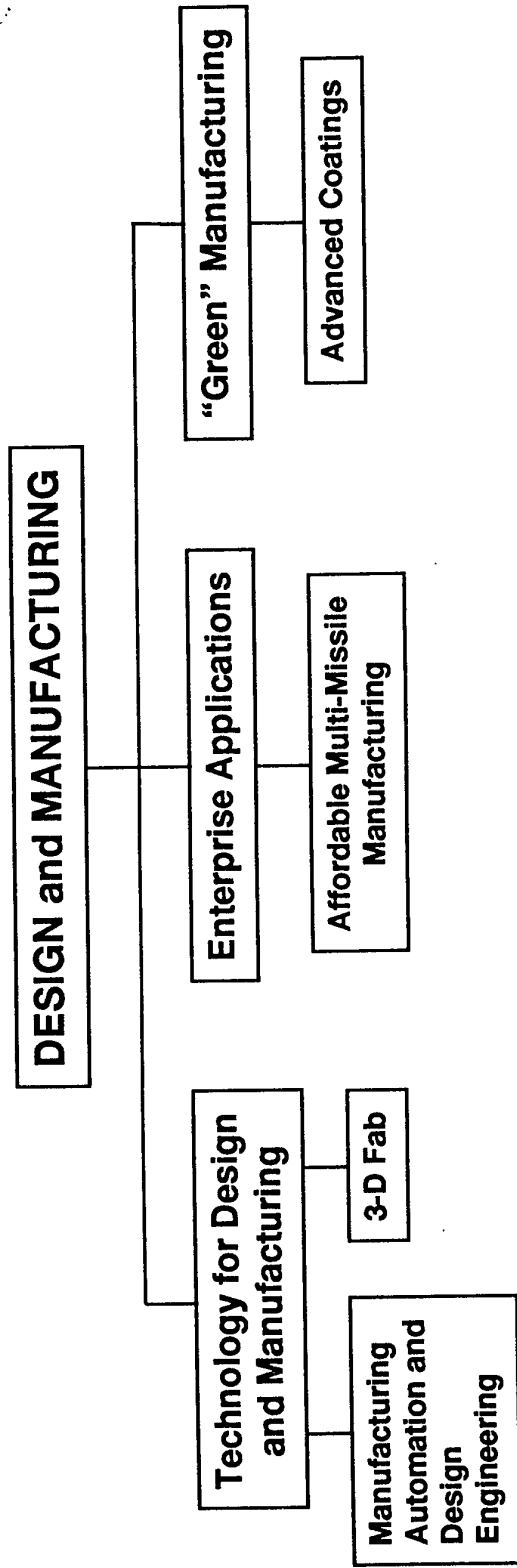 DESIGN and MANUFACTURING
Technology for Design
and Manufacturing
Enterprise Applications
“Green” Manufacturing
Manufacturing
Automation and
Design
Engineering
3-D Fab
Affordable Multi-Missile
Manufacturing
Advanced Coatings